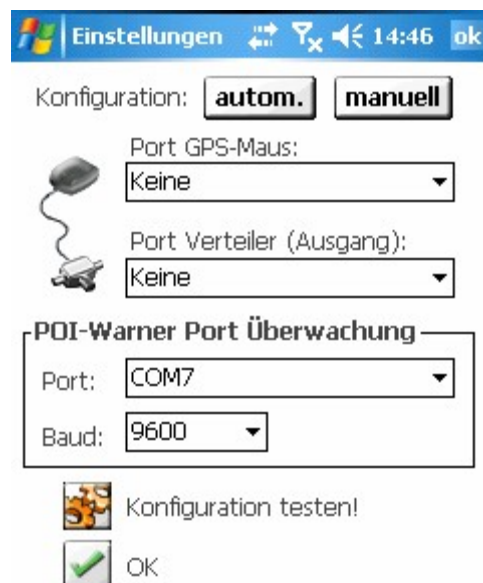 Einstellungen 14:46 ok
Konfiguration: autom. manuell
Port GPS-Maus:
Keine
Port Verteiler (Ausgang):
Keine
POI-Warner Port Überwachung
Port: COM7
Baud: 9600
Konfiguration testen!
OK